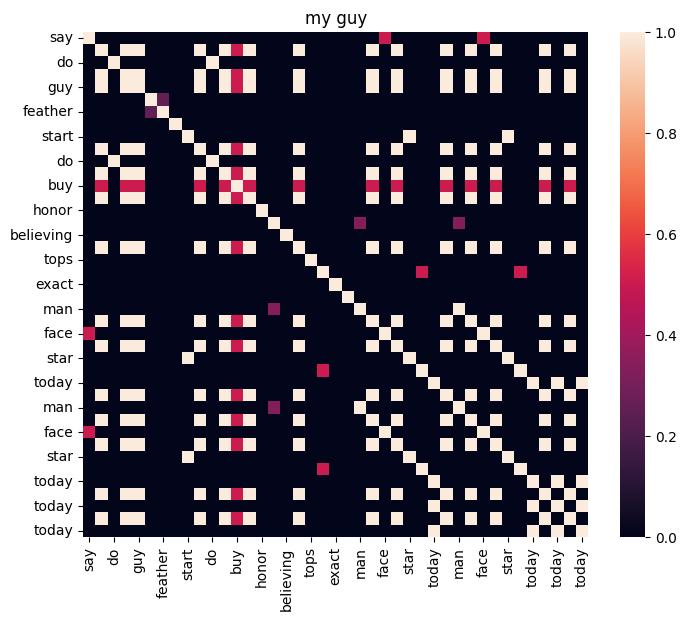 my guy
say
do
guy
feather
start
do
buy
honor
believing
tops
exact
man
face
star
today
man
face
star
today
today
today
1.0
0.8
0.6
0.4
0.2
0.0
say
do
guy
feather
start
do
buy
honor
believing
tops
exact
man
face
star
today
man
face
star
today
today
today